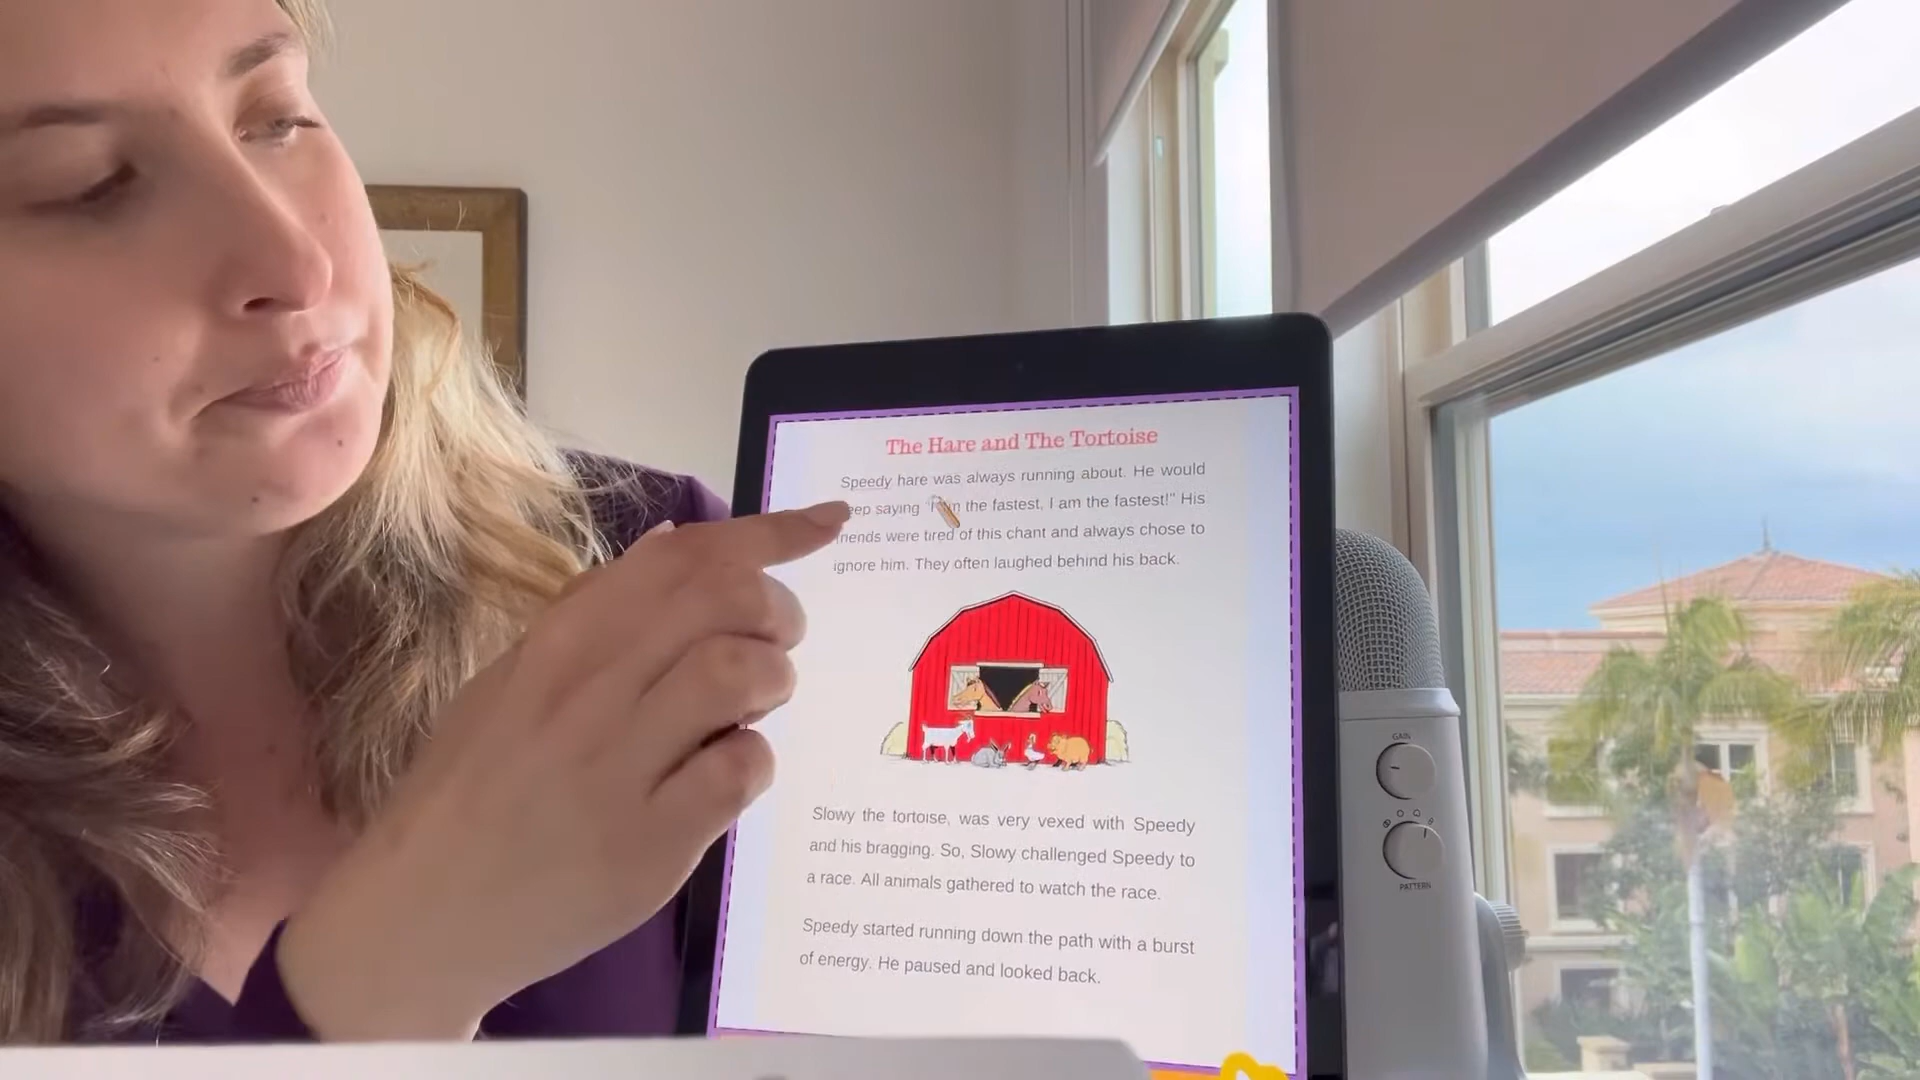 The Hare and The Tortoise
Speedy hare was always running about. He would
saying the fastest, I am the fastest!" His
were tired of this chant and always chose to
ignore him. They often laughed behind his back.
Slowy the tortoise, was very vexed with Speedy
and his bragging. So, Slowy challenged Speedy to
a race. All animals gathered to watch the race.
Speedy started running down the path with a burst
of energy. He paused and looked back.
GAIN
PATTERN